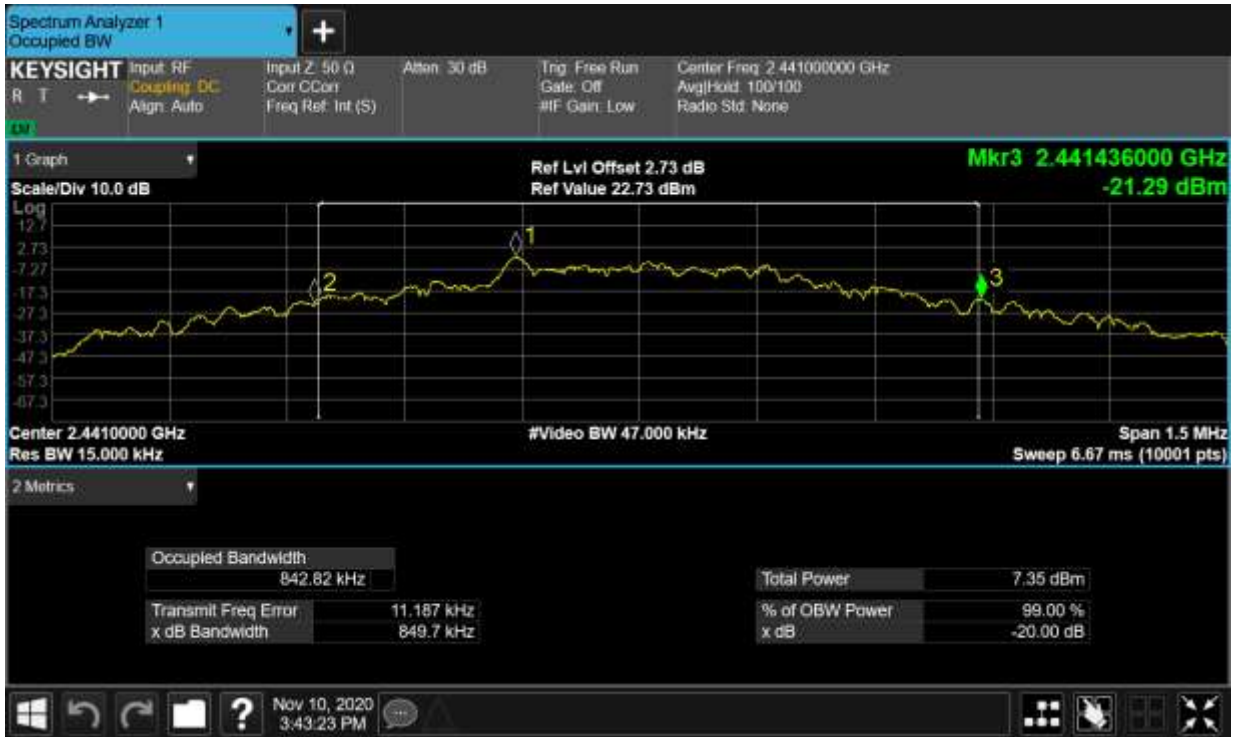 Spectrum Analyzer 1
Occupied BW
+
KEYSIGHT
R T
Input: RF
Coupling: DC
Align: Auto
Input Z: 50 Ω
Corr CCorr
Freq Ref: Int (S)
Atten: 30 dB
Trig: Free Run
Gate: Off
#IF Gain: Low
Center Freq: 2.441000000 GHz
Avg|Hold: 100/100
Radio Std: None
1 Graph
Scale/Div 10.0 dB
Ref Lvl Offset 2.73 dB
Ref Value 22.73 dBm
Mkr3 2.441436000 GHz
-21.29 dBm
Log
12.7
2.73
-7.27
-17.3
-27.3
-37.3
-47.3
-57.3
-67.3
1
2
3
Center 2.4410000 GHz
Res BW 15.000 kHz
#Video BW 47.000 kHz
Span 1.5 MHz
Sweep 6.67 ms (10001 pts)
2 Metrics
Occupied Bandwidth
842.82 kHz
Transmit Freq Error 11.187 kHz
x dB Bandwidth 849.7 kHz
Total Power 7.35 dBm
% of OBW Power 99.00 %
x dB -20.00 dB
?
Nov 10, 2020
3:43:23 PM